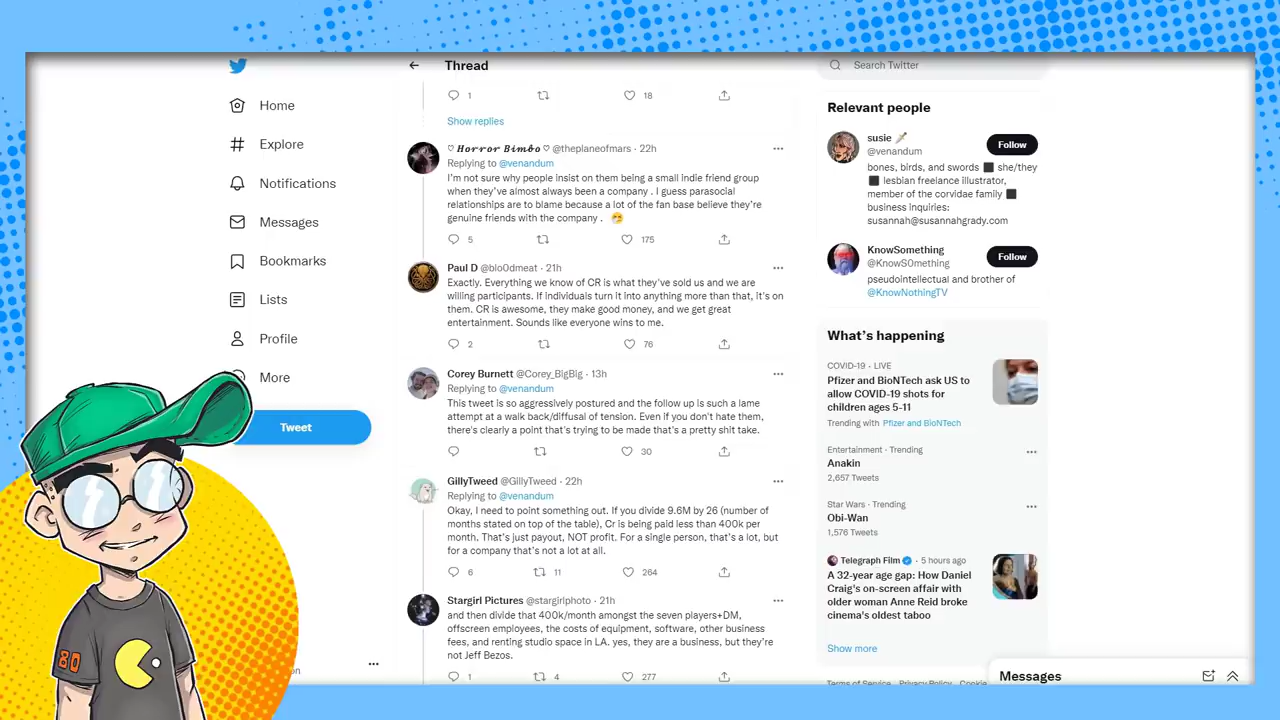 Thread
Search Twitter
Home
Explore
Notifications
Messages
Bookmarks
Lists
Profile
More
Tweet
1
18
Show replies
♡ 𝑯𝒐𝒓𝒓𝒐𝒓 𝑩𝒊𝒎𝒃𝒐 ♡ @theplaneofmars · 22h
Replying to @venandum
I'm not sure why people insist on them being a small indie friend group
when they've almost always been a company . I guess parasocial
relationships are to blame because a lot of the fan base believe they're
genuine friends with the company .
5
175
Paul D @blo0dmeat · 21h
Exactly. Everything we know of CR is what they've sold us and we are
willing participants. If individuals turn it into anything more than that, it's on
them. CR is awesome, they make good money, and we get great
entertainment. Sounds like everyone wins to me.
2
76
Corey Burnett @Corey_BigBig · 13h
Replying to @venandum
This tweet is so aggressively postured and the follow up is such a lame
attempt at a walk back/diffusal of tension. Even if you don't hate them,
there's clearly a point that's trying to be made that's a pretty shit take.
30
GillyTweed @GillyTweed · 22h
Replying to @venandum
Okay, I need to point something out. If you divide 9.6M by 26 (number of
months stated on top of the table), Cr is being paid less than 400k per
month. That's just payout, NOT profit. For a single person, that's a lot, but
for a company that's not a lot at all.
6
11
264
Stargirl Pictures @stargirlphoto · 21h
and then divide that 400k/month amongst the seven players+DM,
offscreen employees, the costs of equipment, software, other business
fees, and renting studio space in LA. yes, they are a business, but they're
not Jeff Bezos.
1
4
277
Relevant people
susie
@venandum
Follow
bones, birds, and swords ⬛ she/they
⬛ lesbian freelance illustrator,
member of the corvidae family ⬛
business inquiries:
susannah@susannahgrady.com
KnowSomething
@KnowS0mething
Follow
pseudointellectual and brother of
@KnowNothingTV
What's happening
COVID-19 · LIVE
Pfizer and BioNTech ask US to
allow COVID-19 shots for
children ages 5-11
Trending with Pfizer and BioNTech
Entertainment · Trending
Anakin
2,657 Tweets
Star Wars · Trending
Obi-Wan
1,576 Tweets
Telegraph Film · 5 hours ago
A 32-year age gap: How Daniel
Craig's on-screen affair with
older woman Anne Reid broke
cinema's oldest taboo
Show more
Terms of Service Privacy Policy Cookie
Messages
80